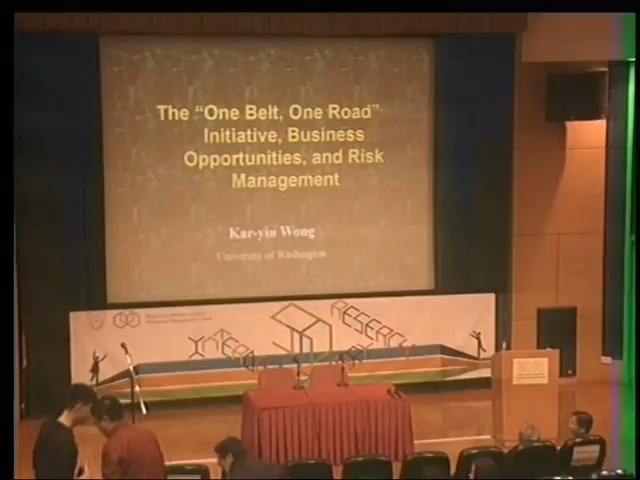 The “One Belt, One Road”
Initiative, Business
Opportunities, and Risk
Management
Kar-yiu Wong
University of Washington
RESEARCH